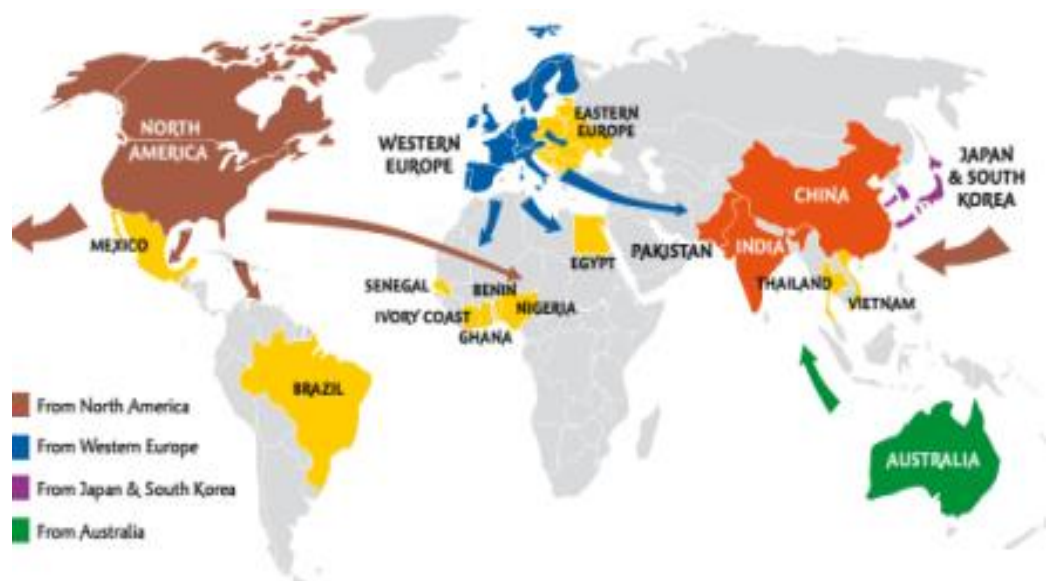 NORTH
AMERICA
WESTERN
EUROPE
EASTERN
EUROPE
JAPAN
& SOUTH
KOREA
CHINA
MEXICO
PAKISTAN
INDIA
EGYPT
SENEGAL
BENIN
THAILAND
NIGERIA
VIETNAM
IVORY COAST
GHANA
BRAZIL
AUSTRALIA
From North America
From Western Europe
From Japan & South Korea
From Australia